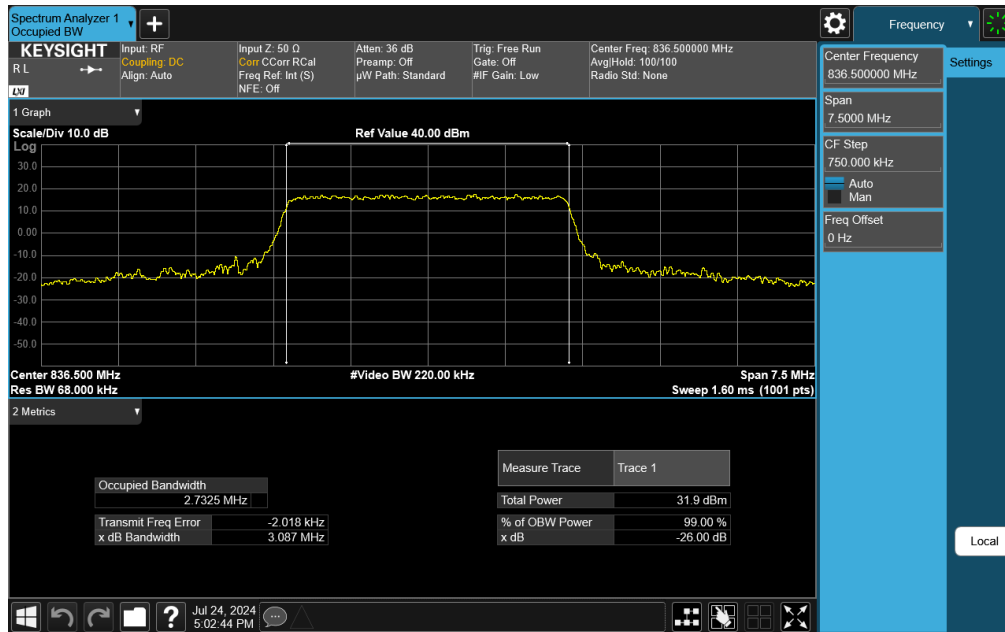 Spectrum Analyzer 1
Occupied BW
Frequency
KEYSIGHT
R L
LXI
Input: RF
Coupling: DC
Align: Auto
Input Z: 50 Ω
Corr CCorr RCal
Freq Ref: Int (S)
NFE: Off
Atten: 36 dB
Preamp: Off
µW Path: Standard
Trig: Free Run
Gate: Off
#IF Gain: Low
Center Freq: 836.500000 MHz
Avg|Hold: 100/100
Radio Std: None
Center Frequency
836.500000 MHz
Settings
Span
7.5000 MHz
CF Step
750.000 kHz
Auto
Man
Freq Offset
0 Hz
Local
1 Graph
Scale/Div 10.0 dB
Ref Value 40.00 dBm
Log
30.0
20.0
10.0
0.00
-10.0
-20.0
-30.0
-40.0
-50.0
Center 836.500 MHz
#Video BW 220.00 kHz
Span 7.5 MHz
Res BW 68.000 kHz
Sweep 1.60 ms (1001 pts)
2 Metrics
Occupied Bandwidth
2.7325 MHz
Transmit Freq Error -2.018 kHz
x dB Bandwidth 3.087 MHz
Measure Trace Trace 1
Total Power 31.9 dBm
% of OBW Power 99.00 %
x dB -26.00 dB
Jul 24, 2024
5:02:44 PM